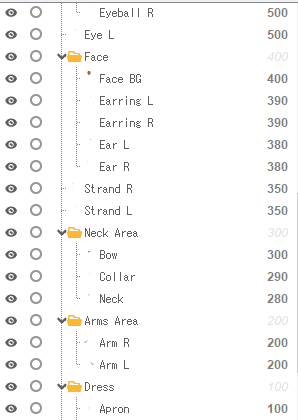 Eyeball R 500
Eye L 500
Face 400
Face BG 400
Earring L 390
Earring R 390
Ear L 380
Ear R 380
Strand R 350
Strand L 350
Neck Area 300
Bow 300
Collar 290
Neck 280
Arms Area 200
Arm R 200
Arm L 200
Dress 100
Apron 100